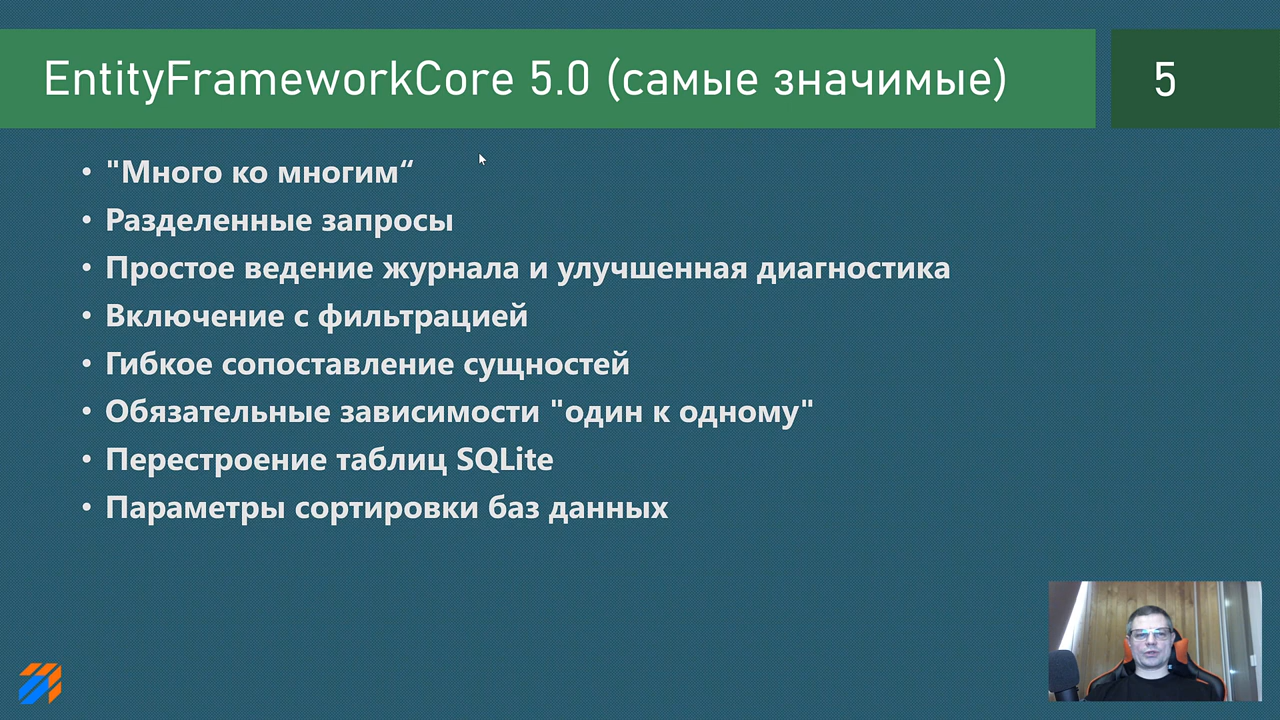 EntityFrameworkCore 5.0 (самые значимые)
5
• "Много ко многим“
• Разделенные запросы
• Простое ведение журнала и улучшенная диагностика
• Включение с фильтрацией
• Гибкое сопоставление сущностей
• Обязательные зависимости "один к одному"
• Перестроение таблиц SQLite
• Параметры сортировки баз данных